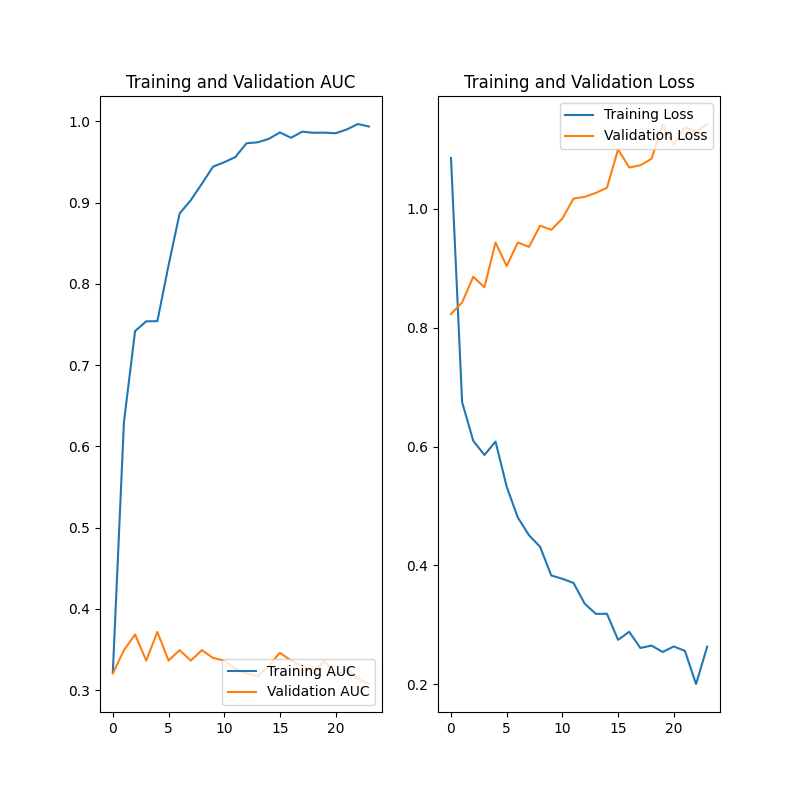 Training and Validation AUC
1.0
0.9
0.8
0.7
0.6
0.5
0.4
0.3
Training AUC
Validation AUC
0 5 10 15 20
Training and Validation Loss
Training Loss
Validation Loss
1.0
0.8
0.6
0.4
0.2
0 5 10 15 20